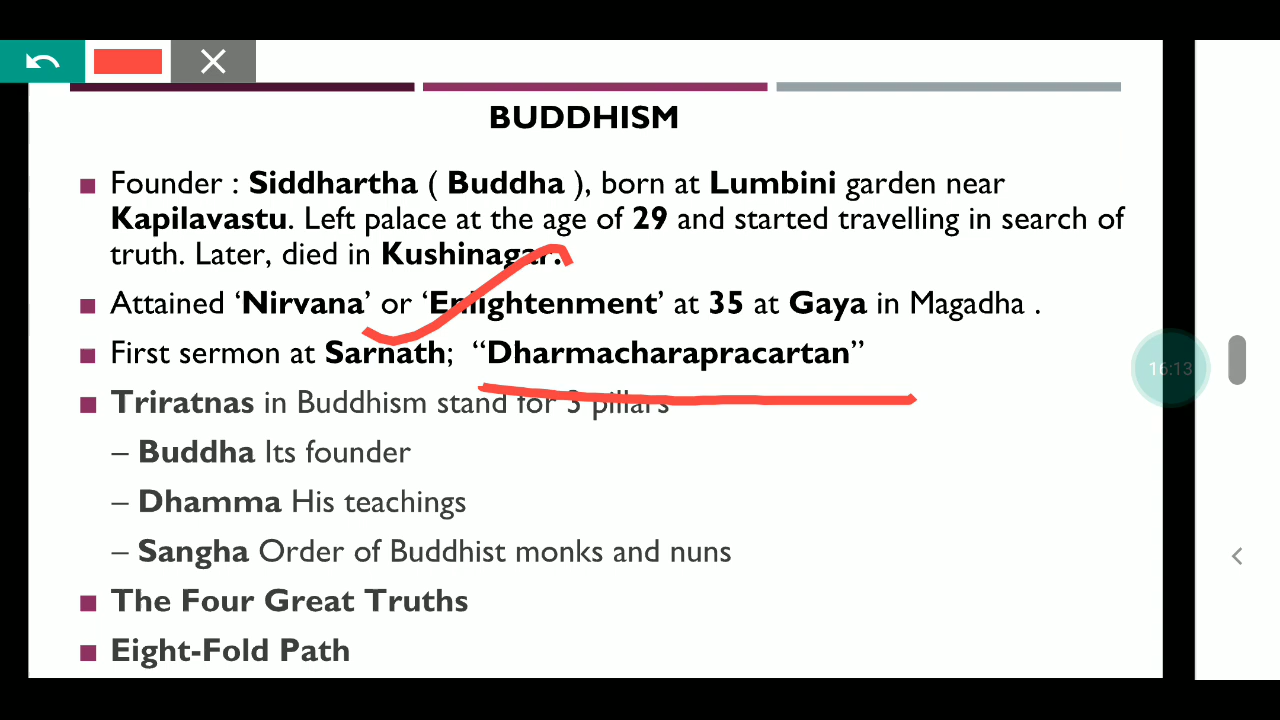 BUDDHISM
Founder : Siddhartha ( Buddha ), born at Lumbini garden near
Kapilavastu. Left palace at the age of 29 and started travelling in search of
truth. Later, died in Kushinagar.
Attained ‘Nirvana’ or ‘Enlightenment’ at 35 at Gaya in Magadha .
First sermon at Sarnath; “Dharmacharapracartan”
Triratnas in Buddhism stand for 3 pillars
– Buddha Its founder
– Dhamma His teachings
– Sangha Order of Buddhist monks and nuns
The Four Great Truths
Eight-Fold Path
16:13